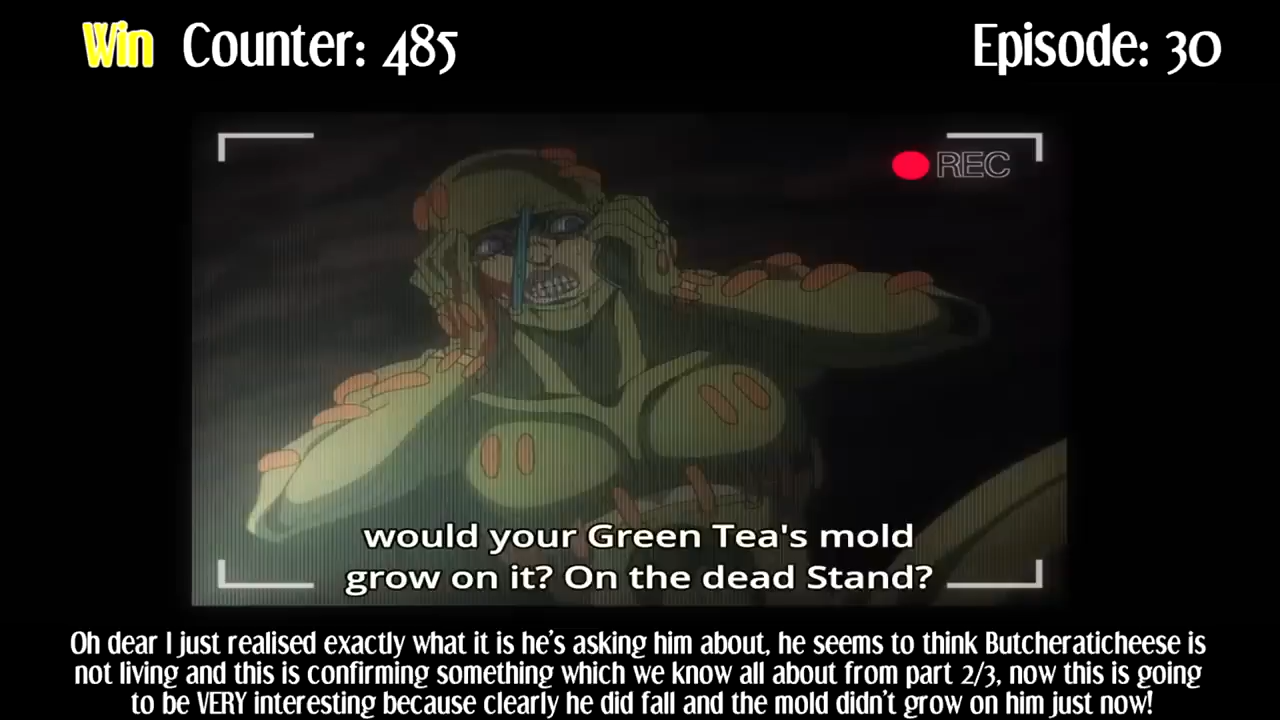 Win Counter: 485
Episode: 30
REC
would your Green Tea's mold
grow on it? On the dead Stand?
Oh dear I just realised exactly what it is he's asking him about, he seems to think Butcheraticheese is
not living and this is confirming something which we know all about from part 2/3, now this is going
to be VERY interesting because clearly he did fall and the mold didn't grow on him just now!